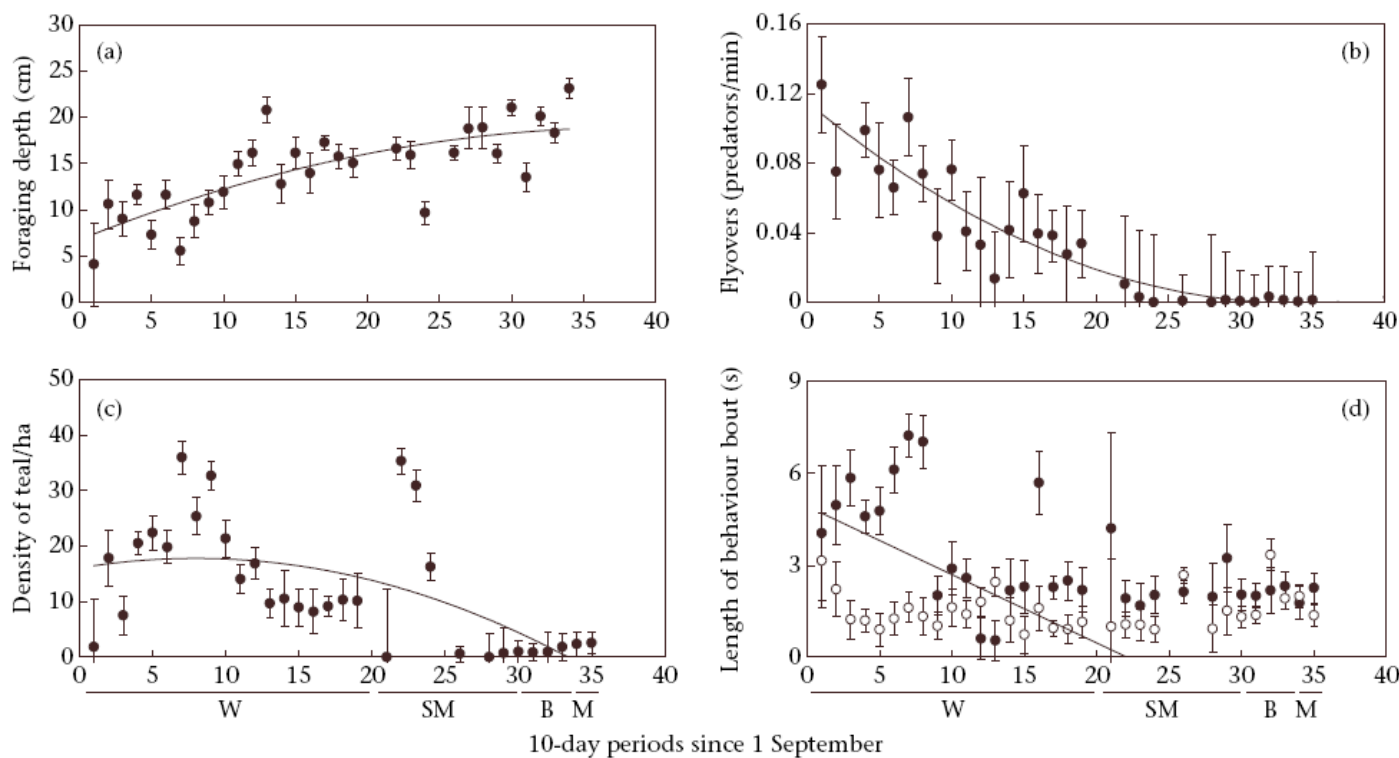 30
25
20
15
10
5
0
Foraging depth (cm)
(a)
0 5 10 15 20 25 30 35 40
0.16
0.12
0.08
0.04
0
Flyovers (predators/min)
(b)
0 5 10 15 20 25 30 35 40
50
40
30
20
10
0
Density of teal/ha
(c)
0 5 10 15 20 25 30 35 40
W SM B M
9
6
3
0
Length of behaviour bout (s)
(d)
0 5 10 15 20 25 30 35 40
W SM B M
10-day periods since 1 September